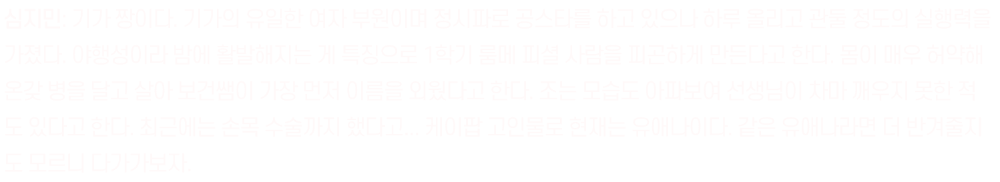 심지민. 기가 짱이다. 기가의 유일한 여자 부원이며 정시파로 공스타를 하고 있으나 하루 올리고 관둘 정도의 실행력을
가졌다. 야행성이라 밤에 활발해지는 게 특징으로 1학기 룸메 피셜 사람을 피곤하게 만든다고 한다. 몸이 매우 허약해
온갖 병을 달고 살아 보건쌤이 가장 먼저 이름을 외웠다고 한다. 조는 모습도 아파보여 선생님이 차마 깨우지 못한 적
도 있다고 한다. 최근에는 손목 수술까지 했다고... 케이팝 고인물로 현재는 유애나이다. 같은 유애나라면 더 반겨줄지
도 모르니 다가가보자.